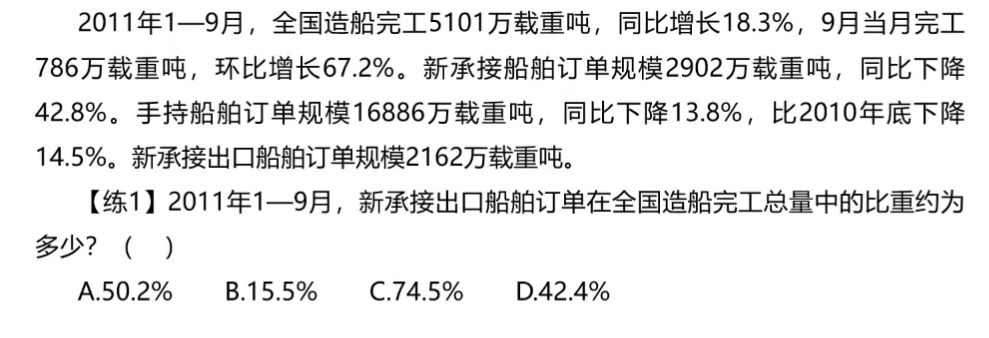 2011年1—9月，全国造船完工5101万载重吨，同比增长18.3%，9月当月完工
786万载重吨，环比增长67.2%。新承接船舶订单规模2902万载重吨，同比下降
42.8%。手持船舶订单规模16886万载重吨，同比下降13.8%，比2010年底下降
14.5%。新承接出口船舶订单规模2162万载重吨。
【练1】2011年1—9月，新承接出口船舶订单在全国造船完工总量中的比重约为
多少？（ ）
A.50.2% B.15.5% C.74.5% D.42.4%